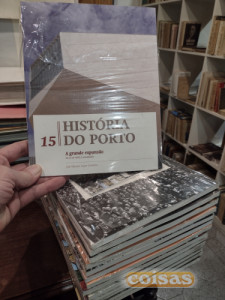 15 HISTÓRIA
DO PORTO
A grande expansão
coisas